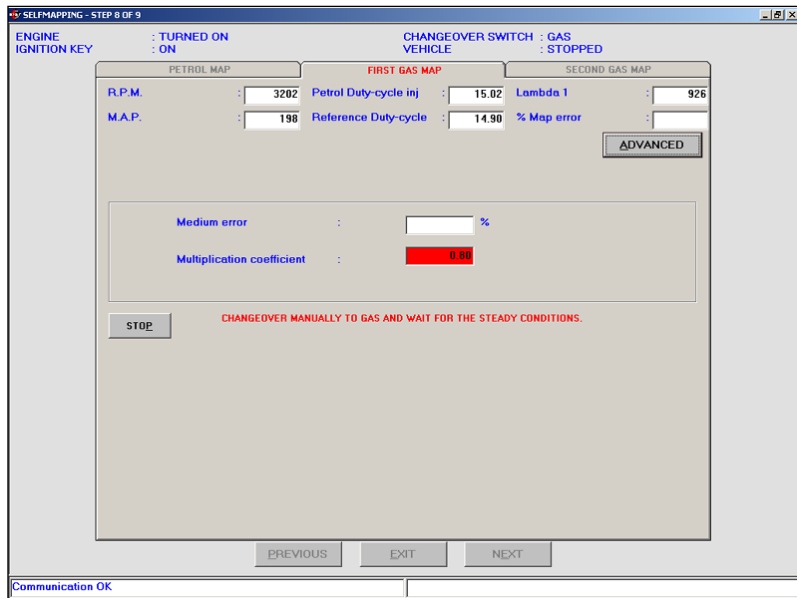 SELFMAPPING - STEP 8 OF 9
ENGINE : TURNED ON CHANGEOVER SWITCH : GAS
IGNITION KEY : ON VEHICLE : STOPPED
PETROL MAP FIRST GAS MAP SECOND GAS MAP
R.P.M. : 3202 Petrol Duty-cycle inj : 15.02 Lambda 1 : 926
M.A.P. : 198 Reference Duty-cycle : 14.90 % Map error :
ADVANCED
Medium error : %
Multiplication coefficient : 0.80
STOP CHANGEOVER MANUALLY TO GAS AND WAIT FOR THE STEADY CONDITIONS.
PREVIOUS EXIT NEXT
Communication OK